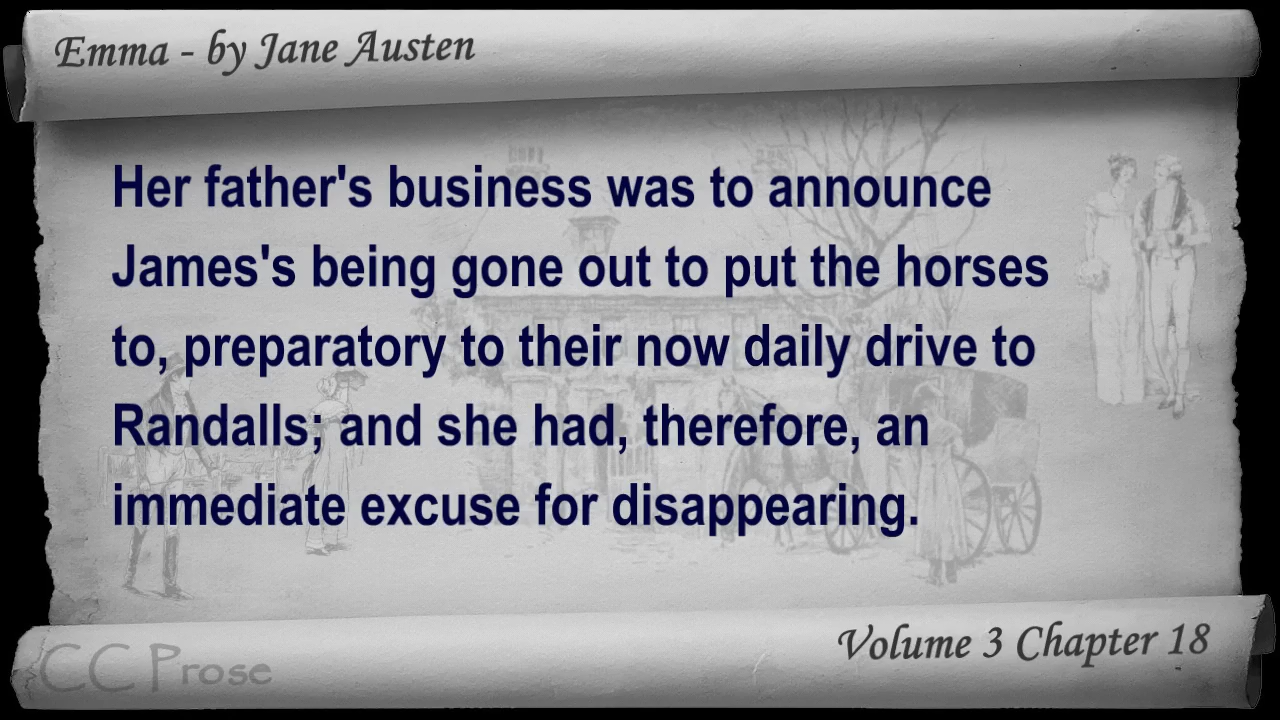 Emma - by Jane Austen
Her father's business was to announce
James's being gone out to put the horses
to, preparatory to their now daily drive to
Randalls; and she had, therefore, an
immediate excuse for disappearing.
Volume 3 Chapter 18
CC Prose